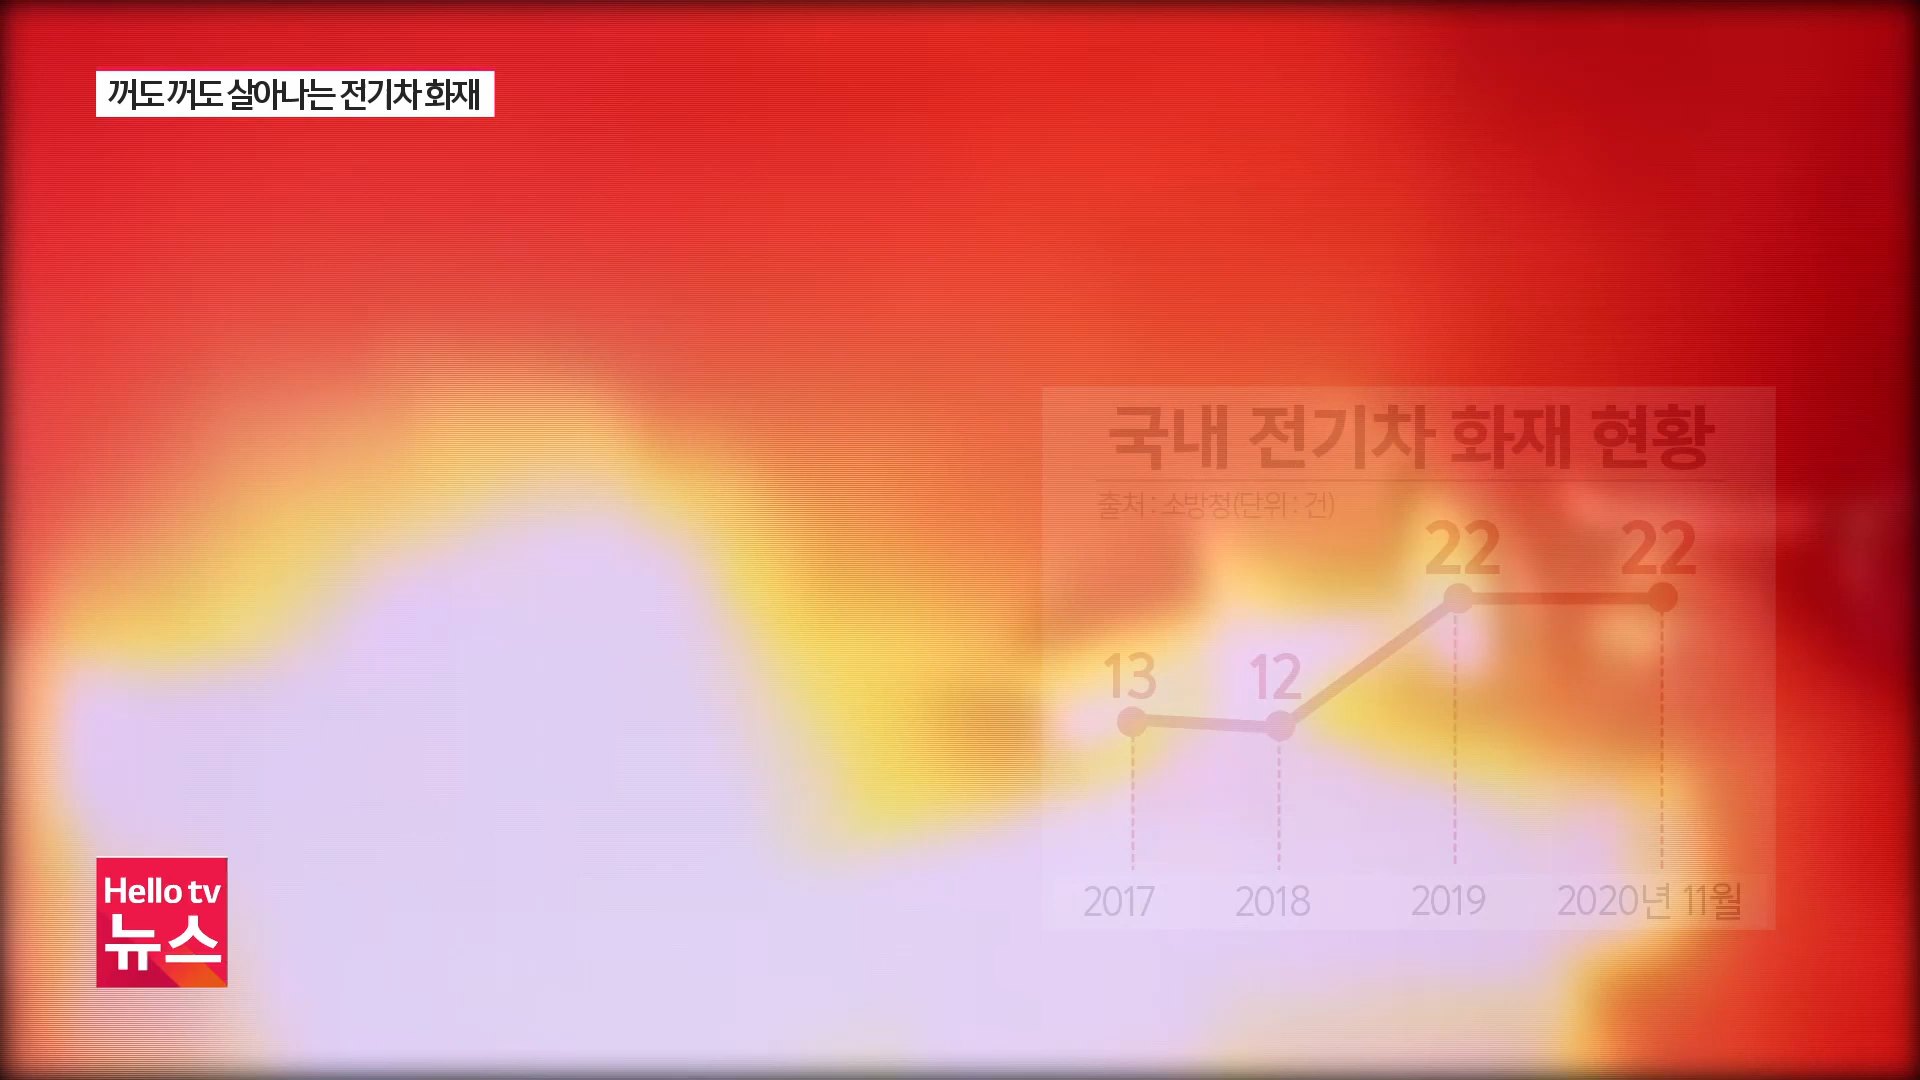 꺼도 꺼도 살아나는 전기차 화재
국내 전기차 화재 현황
출처 : 소방청(단위 : 건)
22 22
13 12
2017 2018 2019 2020년 11월
Hello tv
뉴스